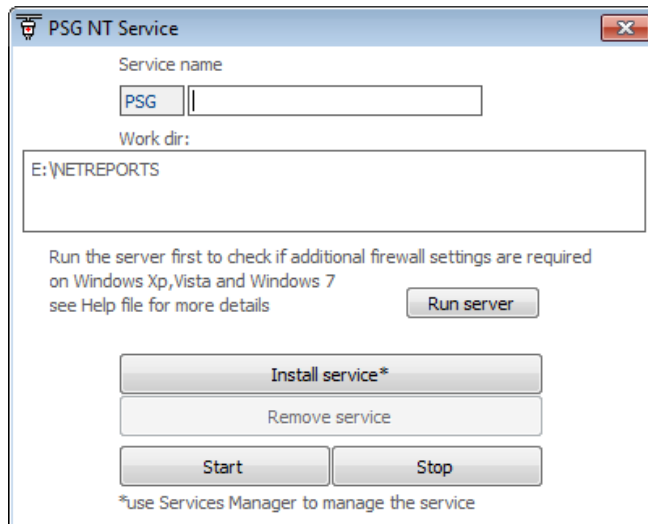 PSG NT Service
Service name
PSG
Work dir:
E:\NETREPORTS
Run the server first to check if additional firewall settings are required
on Windows Xp,Vista and Windows 7
see Help file for more details
Run server
Install service*
Remove service
Start Stop
*use Services Manager to manage the service